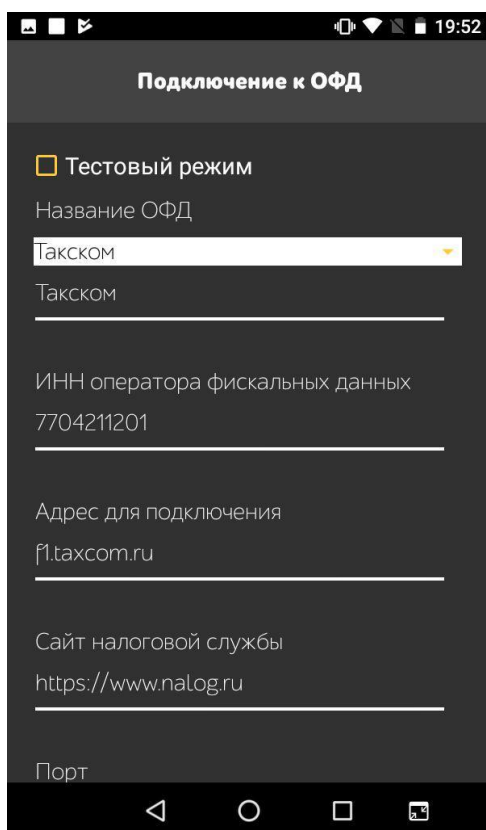 19:52
Подключение к ОФД
Тестовый режим
Название ОФД
Такском
Такском
ИНН оператора фискальных данных
7704211201
Адрес для подключения
f1.taxcom.ru
Сайт налоговой службы
https://www.nalog.ru
Порт